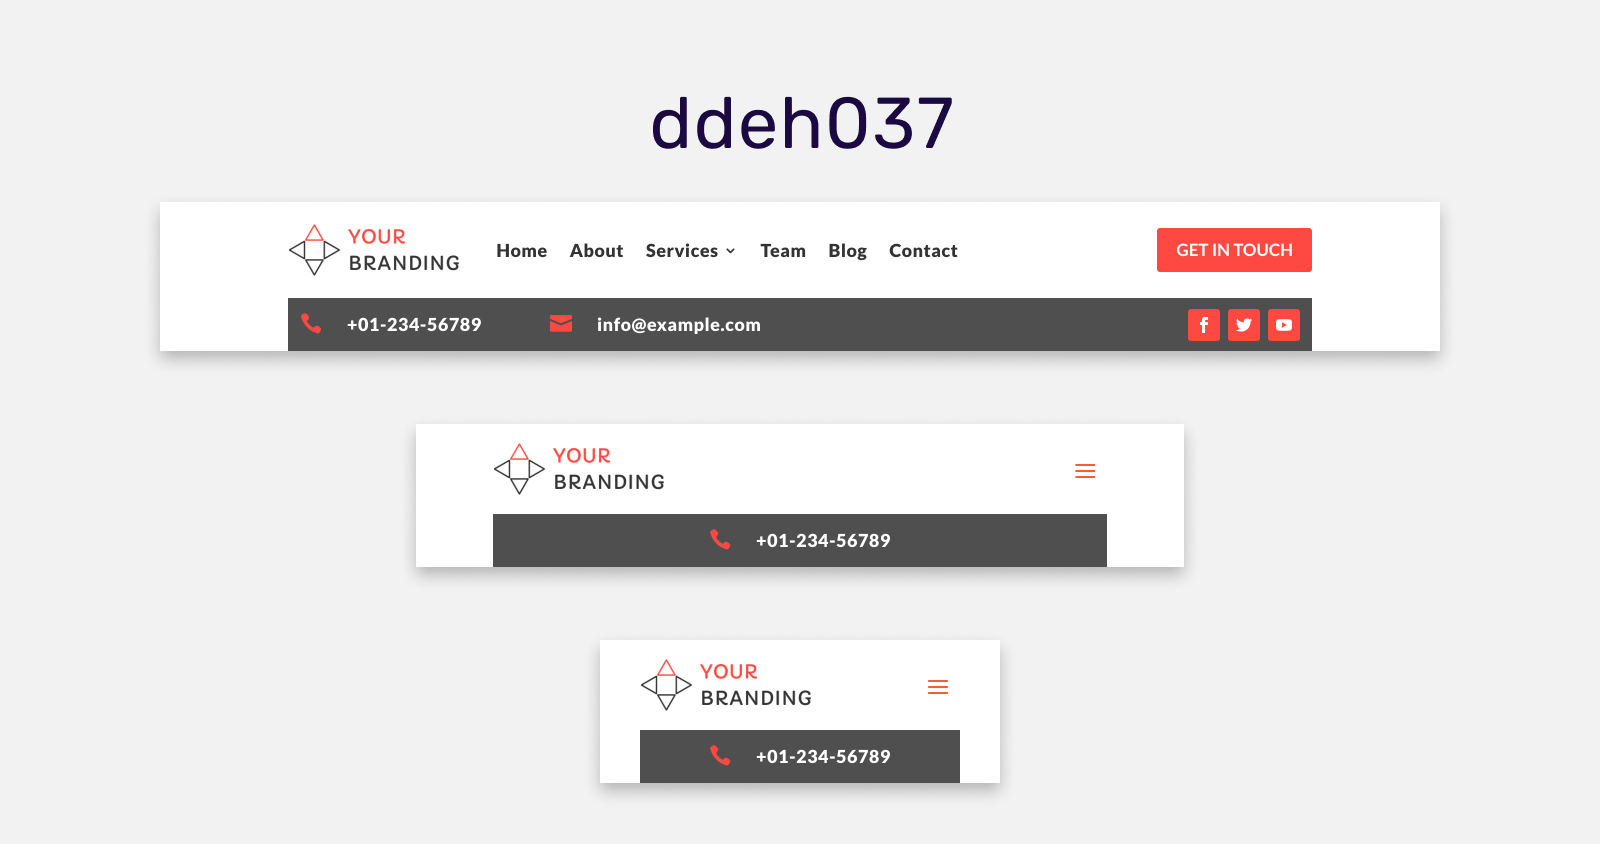 ddeh037
YOUR
BRANDING
Home About Services Team Blog Contact
GET IN TOUCH
+01-234-56789 info@example.com
YOUR
BRANDING
+01-234-56789
YOUR
BRANDING
+01-234-56789